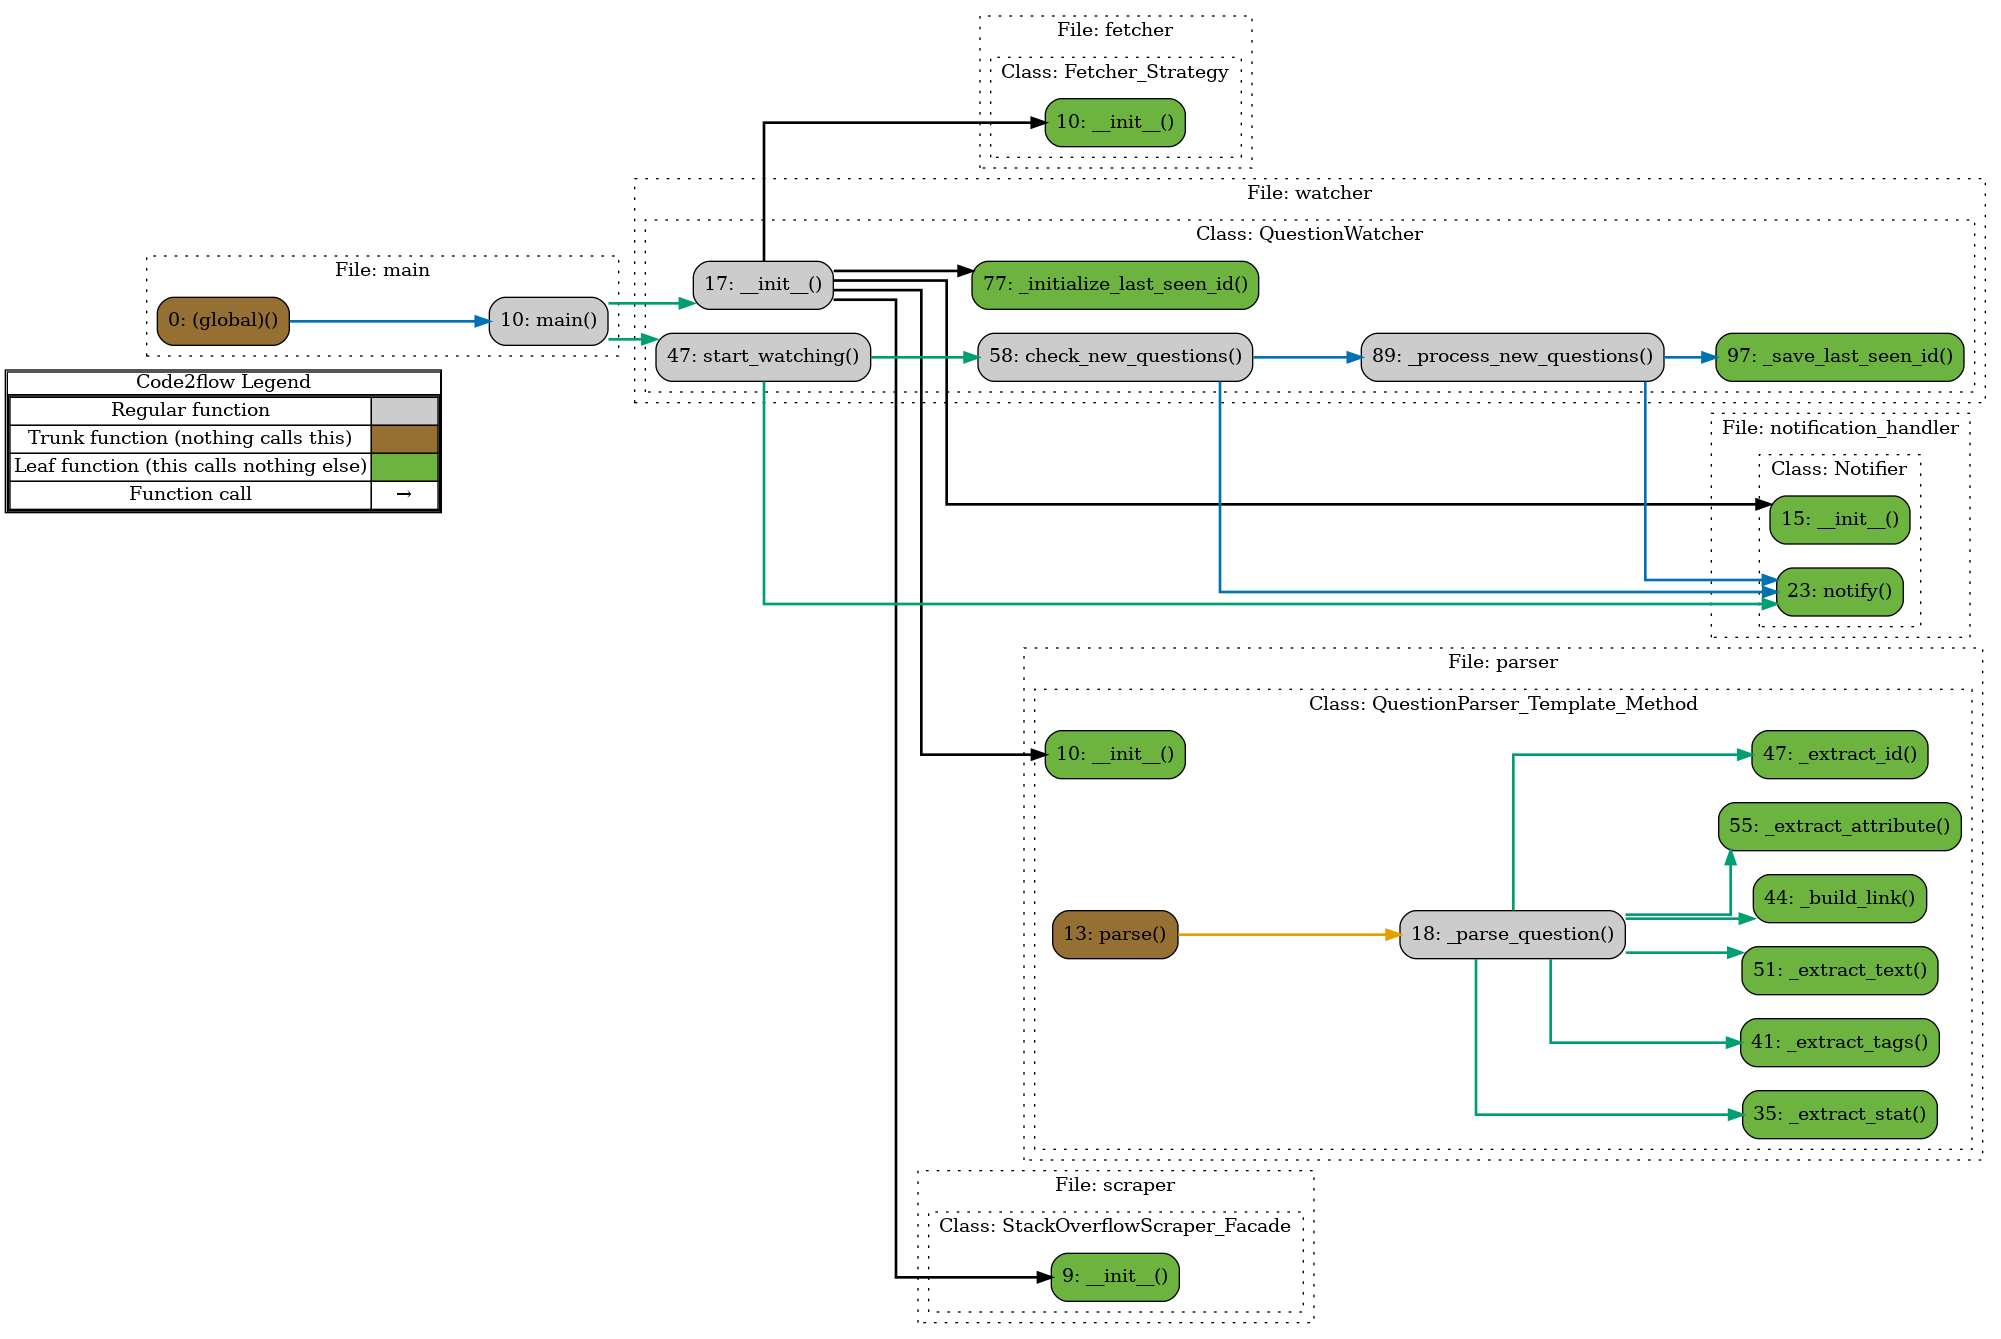 File: fetcher
Class: Fetcher_Strategy
10: __init__()
File: watcher
Class: QuestionWatcher
17: __init__()
77: _initialize_last_seen_id()
47: start_watching()
58: check_new_questions()
89: _process_new_questions()
97: _save_last_seen_id()
File: main
0: (global)()
10: main()
Code2flow Legend
Regular function
Trunk function (nothing calls this)
Leaf function (this calls nothing else)
Function call →
File: notification_handler
Class: Notifier
15: __init__()
23: notify()
File: parser
Class: QuestionParser_Template_Method
10: __init__()
47: _extract_id()
55: _extract_attribute()
44: _build_link()
13: parse()
18: _parse_question()
51: _extract_text()
41: _extract_tags()
35: _extract_stat()
File: scraper
Class: StackOverflowScraper_Facade
9: __init__()